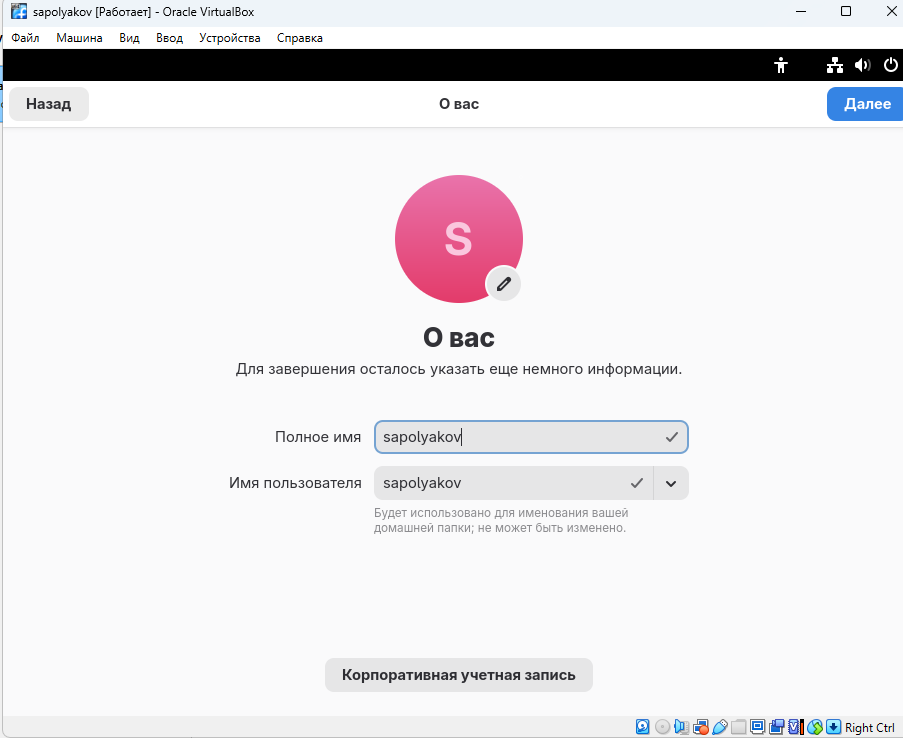 sapolyakov [Работает] - Oracle VirtualBox
Файл Машина Вид Ввод Устройства Справка
Назад О вас Далее
S
О вас
Для завершения осталось указать еще немного информации.
Полное имя sapolyakov
Имя пользователя sapolyakov
Будет использовано для именования вашей
домашней папки; не может быть изменено.
Корпоративная учетная запись
Right Ctrl